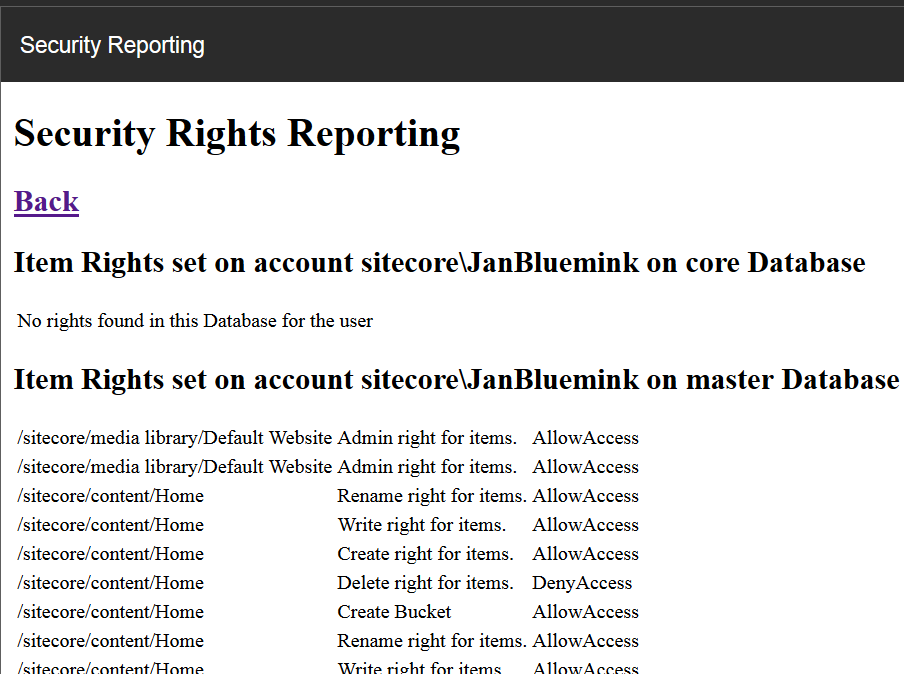 Security Reporting
Security Rights Reporting
Back
Item Rights set on account sitecore\JanBluemink on core Database
No rights found in this Database for the user
Item Rights set on account sitecore\JanBluemink on master Database
/sitecore/media library/Default Website Admin right for items. AllowAccess
/sitecore/media library/Default Website Admin right for items. AllowAccess
/sitecore/content/Home Rename right for items. AllowAccess
/sitecore/content/Home Write right for items. AllowAccess
/sitecore/content/Home Create right for items. AllowAccess
/sitecore/content/Home Delete right for items. DenyAccess
/sitecore/content/Home Create Bucket AllowAccess
/sitecore/content/Home Rename right for items. AllowAccess
/sitecore/content/Home Write right for items. AllowAccess